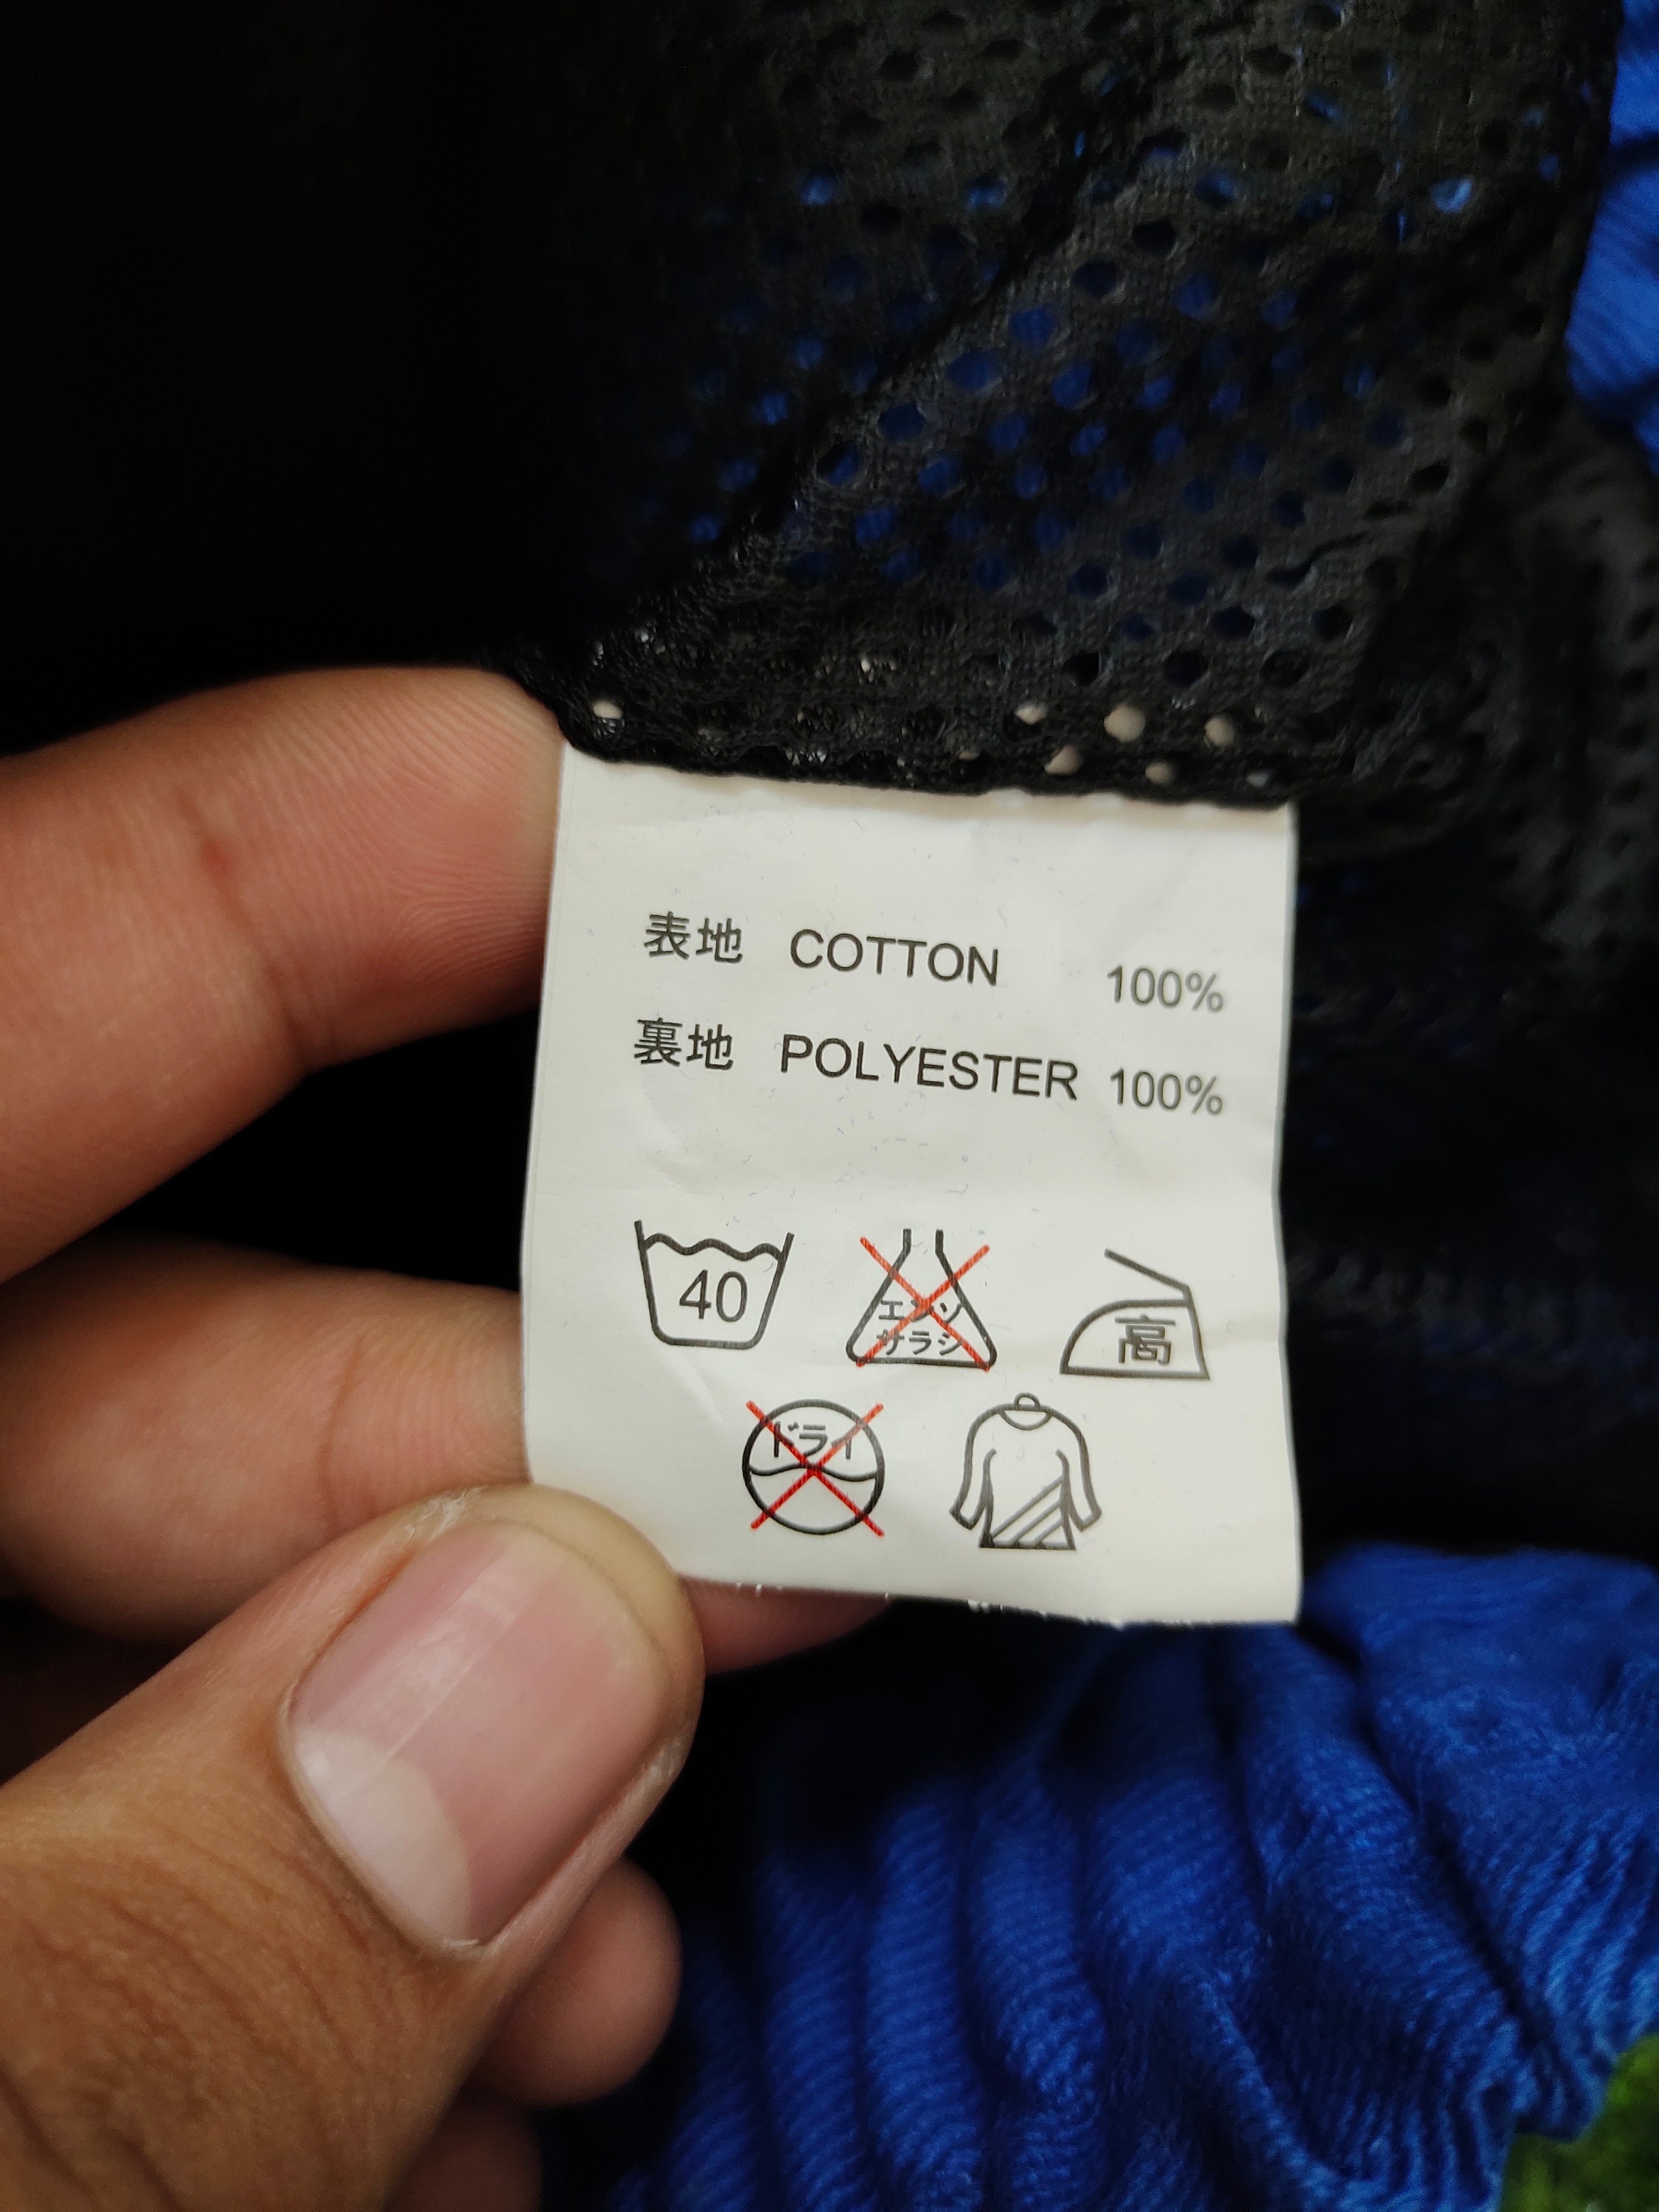 表地 COTTON 100%
裏地 POLYESTER 100%
40
エンソ
サラシ
高
ドライ